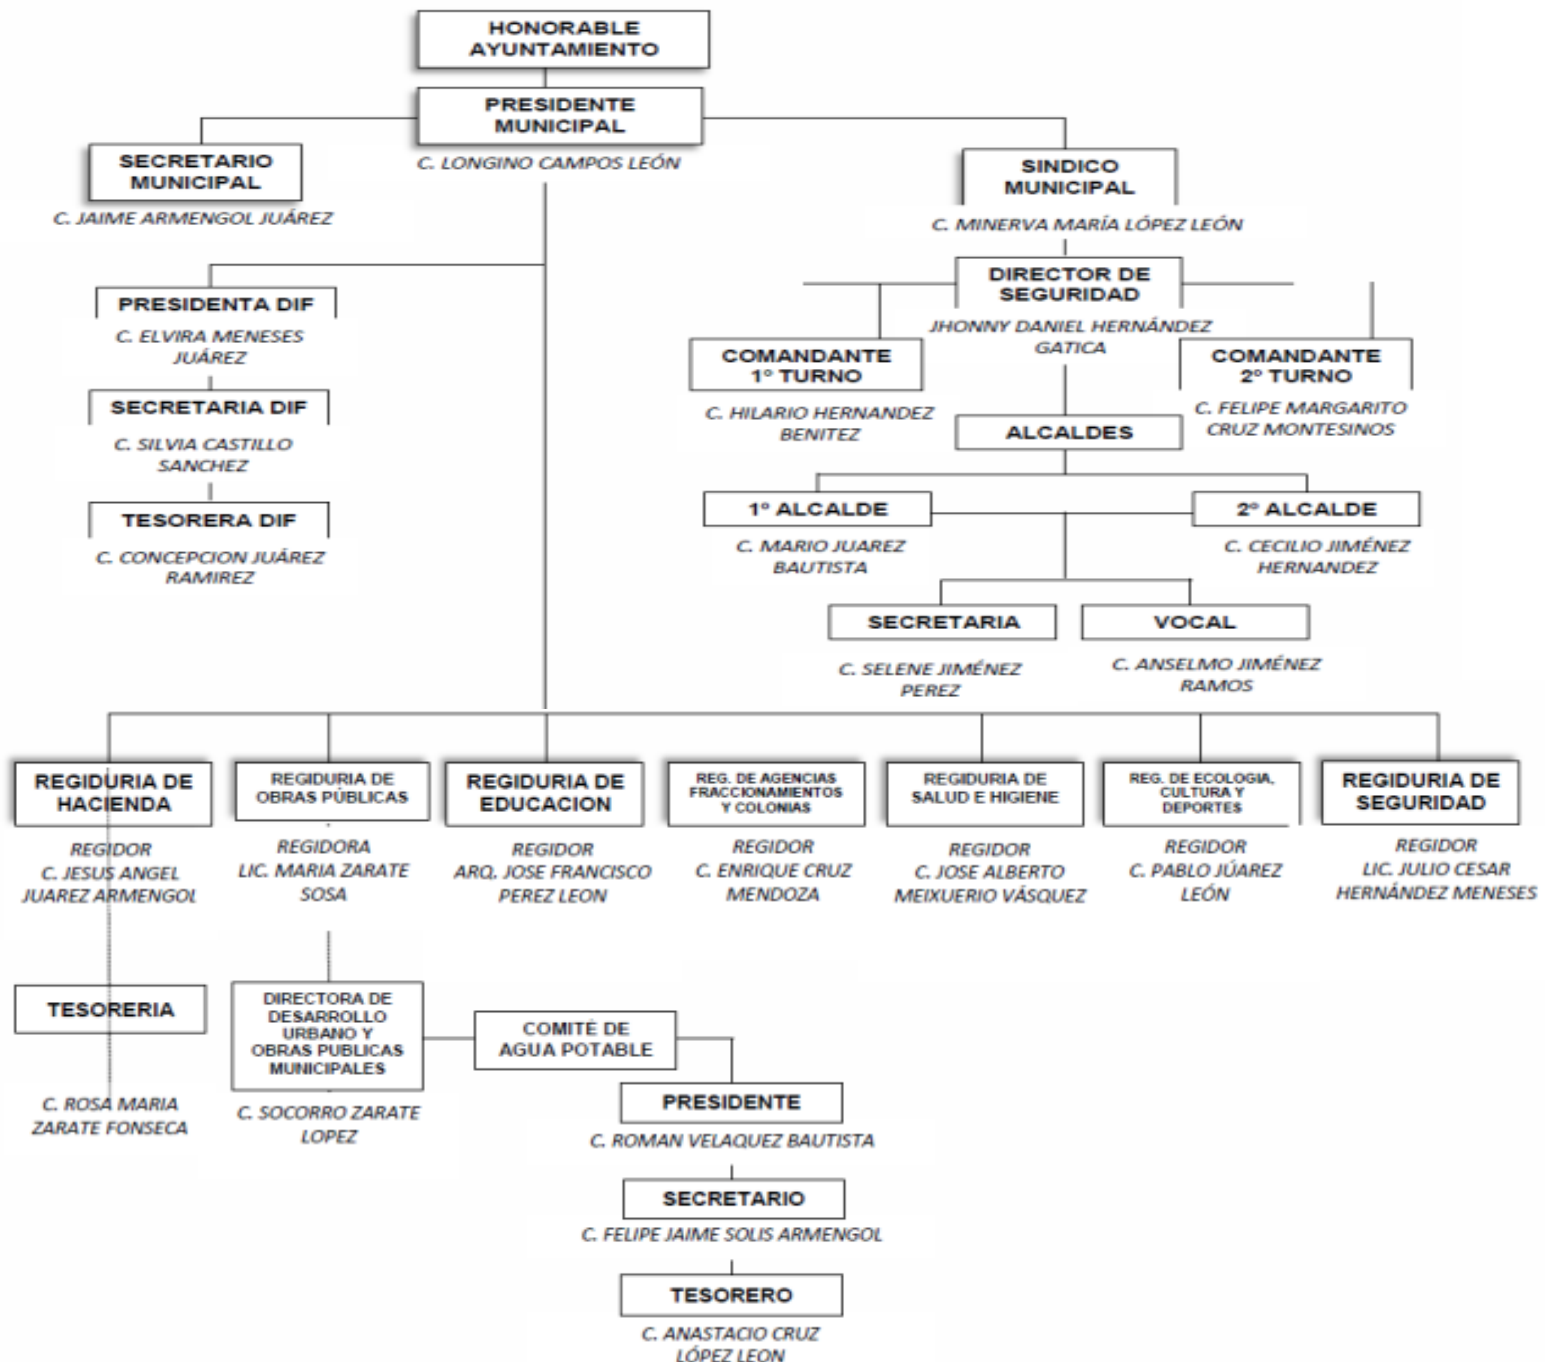 HONORABLE
AYUNTAMIENTO
PRESIDENTE
MUNICIPAL
C. LONGINO CAMPOS LEÓN
SECRETARIO
MUNICIPAL
C. JAIME ARMENGOL JUÁREZ
SINDICO
MUNICIPAL
C. MINERVA MARÍA LÓPEZ LEÓN
PRESIDENTA DIF
C. ELVIRA MENESES
JUÁREZ
SECRETARIA DIF
C. SILVIA CASTILLO
SANCHEZ
TESORERA DIF
C. CONCEPCION JUÁREZ
RAMIREZ
DIRECTOR DE
SEGURIDAD
JHONNY DANIEL HERNÁNDEZ
GATICA
COMANDANTE
1º TURNO
C. HILARIO HERNANDEZ
BENITEZ
COMANDANTE
2º TURNO
C. FELIPE MARGARITO
CRUZ MONTESINOS
ALCALDES
1º ALCALDE
C. MARIO JUAREZ
BAUTISTA
2º ALCALDE
C. CECILIO JIMÉNEZ
HERNANDEZ
SECRETARIA
C. SELENE JIMÉNEZ
PEREZ
VOCAL
C. ANSELMO JIMÉNEZ
RAMOS
REGIDURIA DE
HACIENDA
REGIDOR
C. JESUS ANGEL
JUAREZ ARMENGOL
REGIDURIA DE
OBRAS PÚBLICAS
REGIDORA
LIC. MARIA ZARATE
SOSA
REGIDURIA DE
EDUCACION
REGIDOR
ARQ. JOSE FRANCISCO
PEREZ LEON
REG. DE AGENCIAS
FRACCIONAMIENTOS
Y COLONIAS
REGIDOR
C. ENRIQUE CRUZ
MENDOZA
REGIDURIA DE
SALUD E HIGIENE
REGIDOR
C. JOSE ALBERTO
MEIXUERIO VÁSQUEZ
REG. DE ECOLOGIA,
CULTURA Y
DEPORTES
REGIDOR
C. PABLO JÚAREZ
LEÓN
REGIDURIA DE
SEGURIDAD
REGIDOR
LIC. JULIO CESAR
HERNÁNDEZ MENESES
TESORERIA
C. ROSA MARIA
ZARATE FONSECA
DIRECTORA DE
DESARROLLO
URBANO Y
OBRAS PUBLICAS
MUNICIPALES
C. SOCORRO ZARATE
LOPEZ
COMITÉ DE
AGUA POTABLE
PRESIDENTE
C. ROMAN VELAQUEZ BAUTISTA
SECRETARIO
C. FELIPE JAIME SOLIS ARMENGOL
TESORERO
C. ANASTACIO CRUZ
LÓPEZ LEON